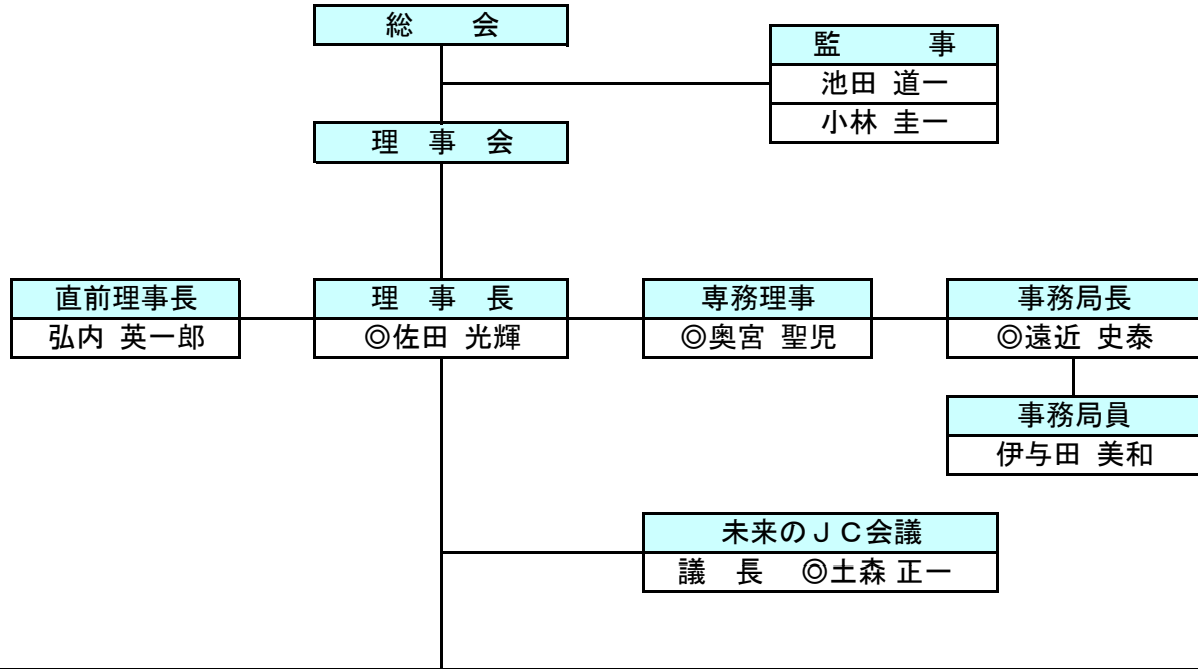 総　会
監　事
池田 道一
小林 圭一
理　事　会
直前理事長
弘内 英一郎
理　事　長
◎佐田 光輝
専務理事
◎奥宮 聖児
事務局長
◎遠近 史泰
事務局員
伊与田 美和
未来のＪＣ会議
議　長　◎土森 正一